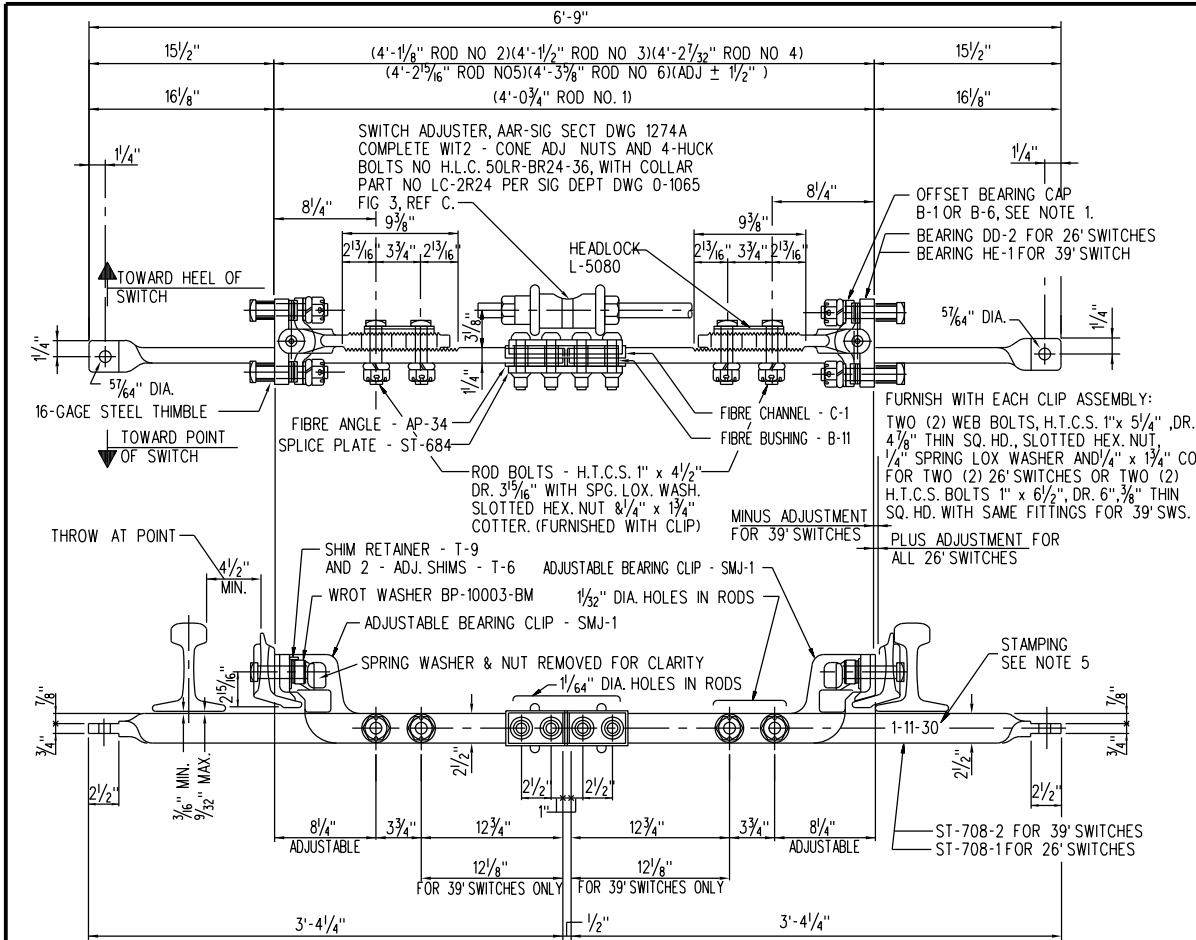 6'-9"
15½" (4'-1⅛" ROD NO 2)(4'-1½" ROD NO 3)(4'-2⁷⁄₃₂" ROD NO 4) 15½"
(4'-2¹⁵⁄₁₆" ROD NO5)(4'-3⅝" ROD NO 6)(ADJ ± 1½" )
16⅛" (4'-0¾" ROD NO. 1) 16⅛"
SWITCH ADJUSTER, AAR-SIG SECT DWG 1274A
COMPLETE WIT2 - CONE ADJ NUTS AND 4-HUCK
BOLTS NO H.L.C. 50LR-BR24-36, WITH COLLAR
PART NO LC-2R24 PER SIG DEPT DWG O-1065
FIG 3, REF C.
1¼" 1¼"
8¼" 8¼"
9⅜" 9⅜"
2¹³⁄₁₆" 3¾" 2¹³⁄₁₆" 2¹³⁄₁₆" 3¾" 2¹³⁄₁₆"
OFFSET BEARING CAP
B-1 OR B-6, SEE NOTE 1.
BEARING DD-2 FOR 26' SWITCHES
BEARING HE-1 FOR 39' SWITCH
HEADLOCK
L-5080
TOWARD HEEL OF
SWITCH
3⅛"
1¼"
1¼"
57⁄64" DIA.
1¼"
57⁄64" DIA.
16-GAGE STEEL THIMBLE
TOWARD POINT
OF SWITCH
FIBRE ANGLE - AP-34
SPLICE PLATE - ST-684
FIBRE CHANNEL - C-1
FIBRE BUSHING - B-11
ROD BOLTS - H.T.C.S. 1" x 4½"
DR. 3¹⁵⁄₁₆" WITH SPG. LOX. WASH.
SLOTTED HEX. NUT &¼" x 1¾"
COTTER. (FURNISHED WITH CLIP)
FURNISH WITH EACH CLIP ASSEMBLY:
TWO (2) WEB BOLTS, H.T.C.S. 1"x 5¼" ,DR.
4⅞" THIN SQ. HD., SLOTTED HEX. NUT,
¼" SPRING LOX WASHER AND¼" x 1¾" CO
FOR TWO (2) 26' SWITCHES OR TWO (2)
H.T.C.S. BOLTS 1" x 6½", DR. 6",⅜" THIN
SQ. HD. WITH SAME FITTINGS FOR 39' SWS.
MINUS ADJUSTMENT
FOR 39' SWITCHES
PLUS ADJUSTMENT FOR
ALL 26' SWITCHES
THROW AT POINT
4½"
MIN.
SHIM RETAINER - T-9
AND 2 - ADJ. SHIMS - T-6
WROT WASHER BP-10003-BM
ADJUSTABLE BEARING CLIP - SMJ-1
SPRING WASHER & NUT REMOVED FOR CLARITY
ADJUSTABLE BEARING CLIP - SMJ-1
1⁄32" DIA. HOLES IN RODS
1⁄64" DIA. HOLES IN RODS
STAMPING
SEE NOTE 5
2¹⁵⁄₁₆"
⅞"
¾"
1-11-30
⅞"
¾"
2½" 2½"
2½" 2½"
3⁄16" MIN.
9⁄32" MAX.
2½" 2½"
1"
8¼" 3¾" 12¾" 12¾" 3¾" 8¼"
ADJUSTABLE ADJUSTABLE
12⅛" 12⅛"
FOR 39' SWITCHES ONLY FOR 39' SWITCHES ONLY
ST-708-2 FOR 39' SWITCHES
ST-708-1 FOR 26' SWITCHES
3'-4¼" ½" 3'-4¼"